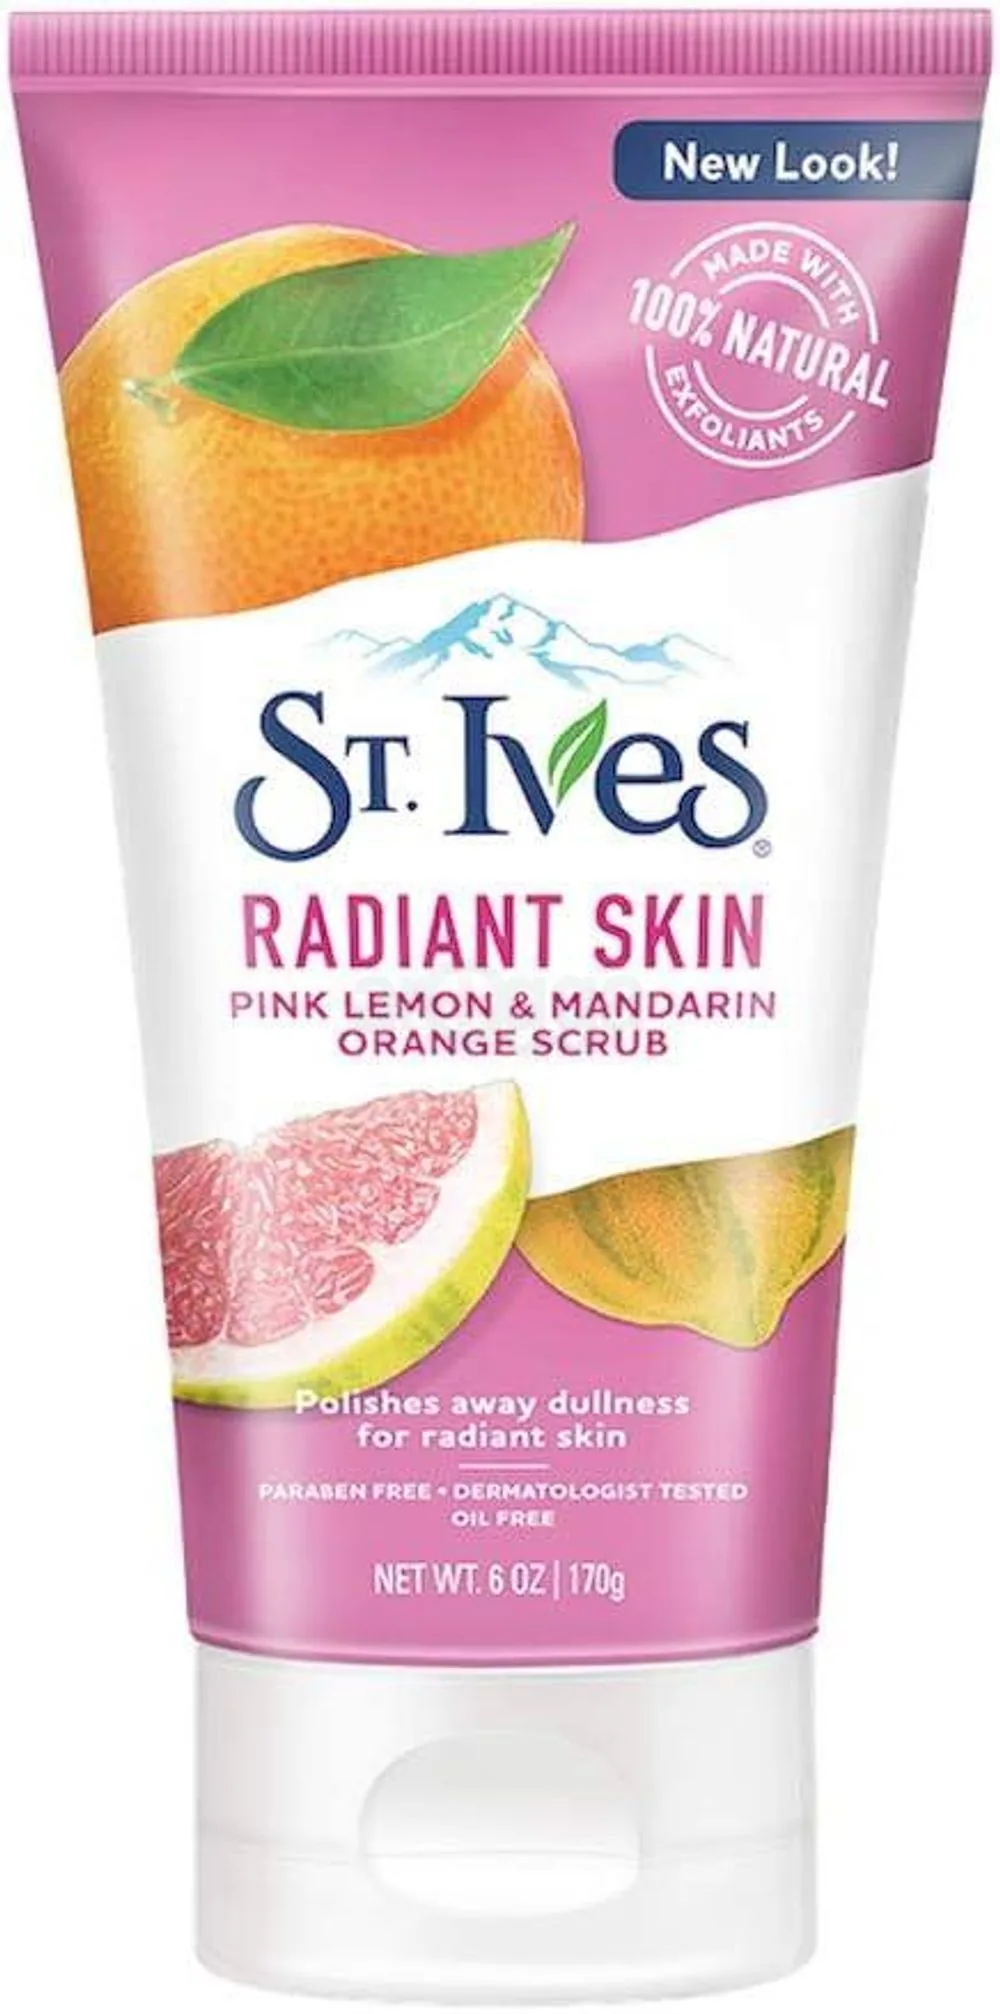 New Look!
MADE WITH
100% NATURAL
EXFOLIANTS
ST. Ives
RADIANT SKIN
PINK LEMON & MANDARIN
ORANGE SCRUB
Polishes away dullness
for radiant skin
PARABEN FREE • DERMATOLOGIST TESTED
OIL FREE
NET WT. 6 OZ | 170g